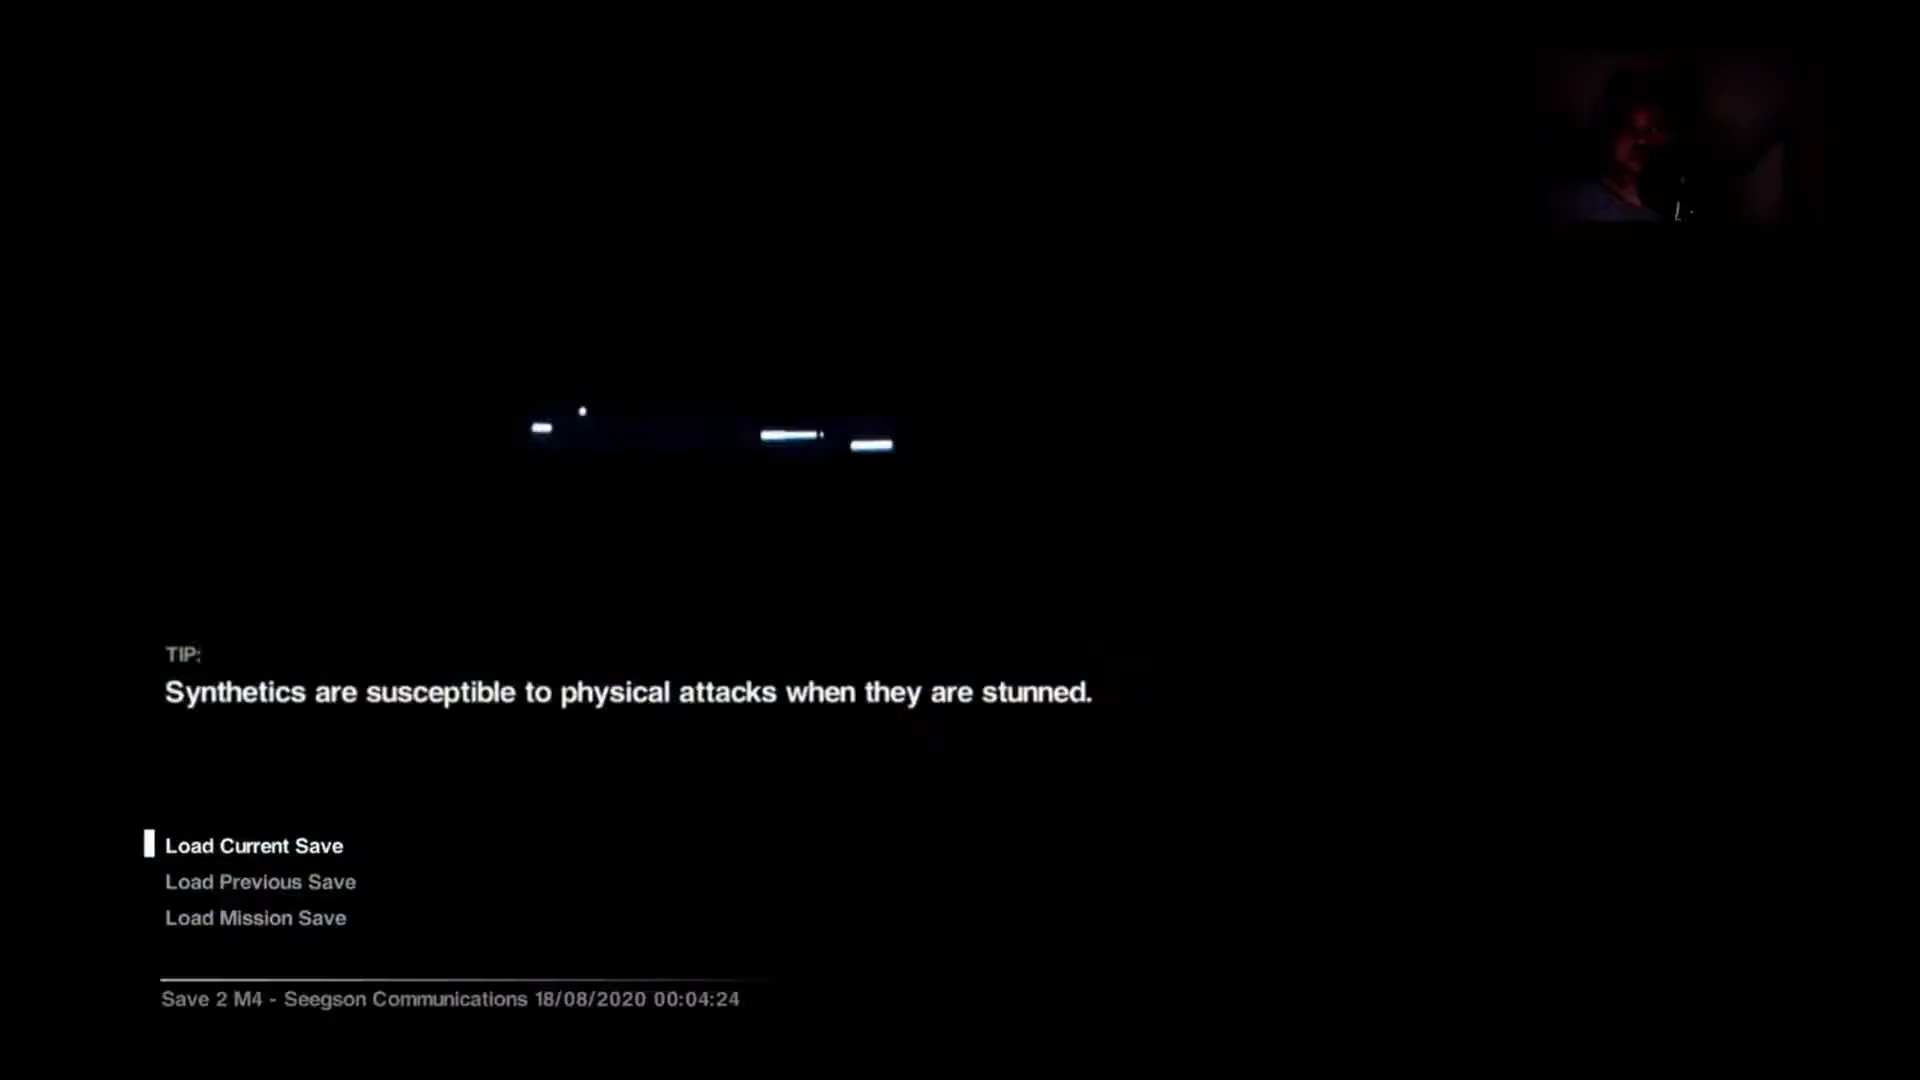 TIP:
Synthetics are susceptible to physical attacks when they are stunned.
Load Current Save
Load Previous Save
Load Mission Save
Save 2 M4 - Seegson Communications 18/08/2020 00:04:24